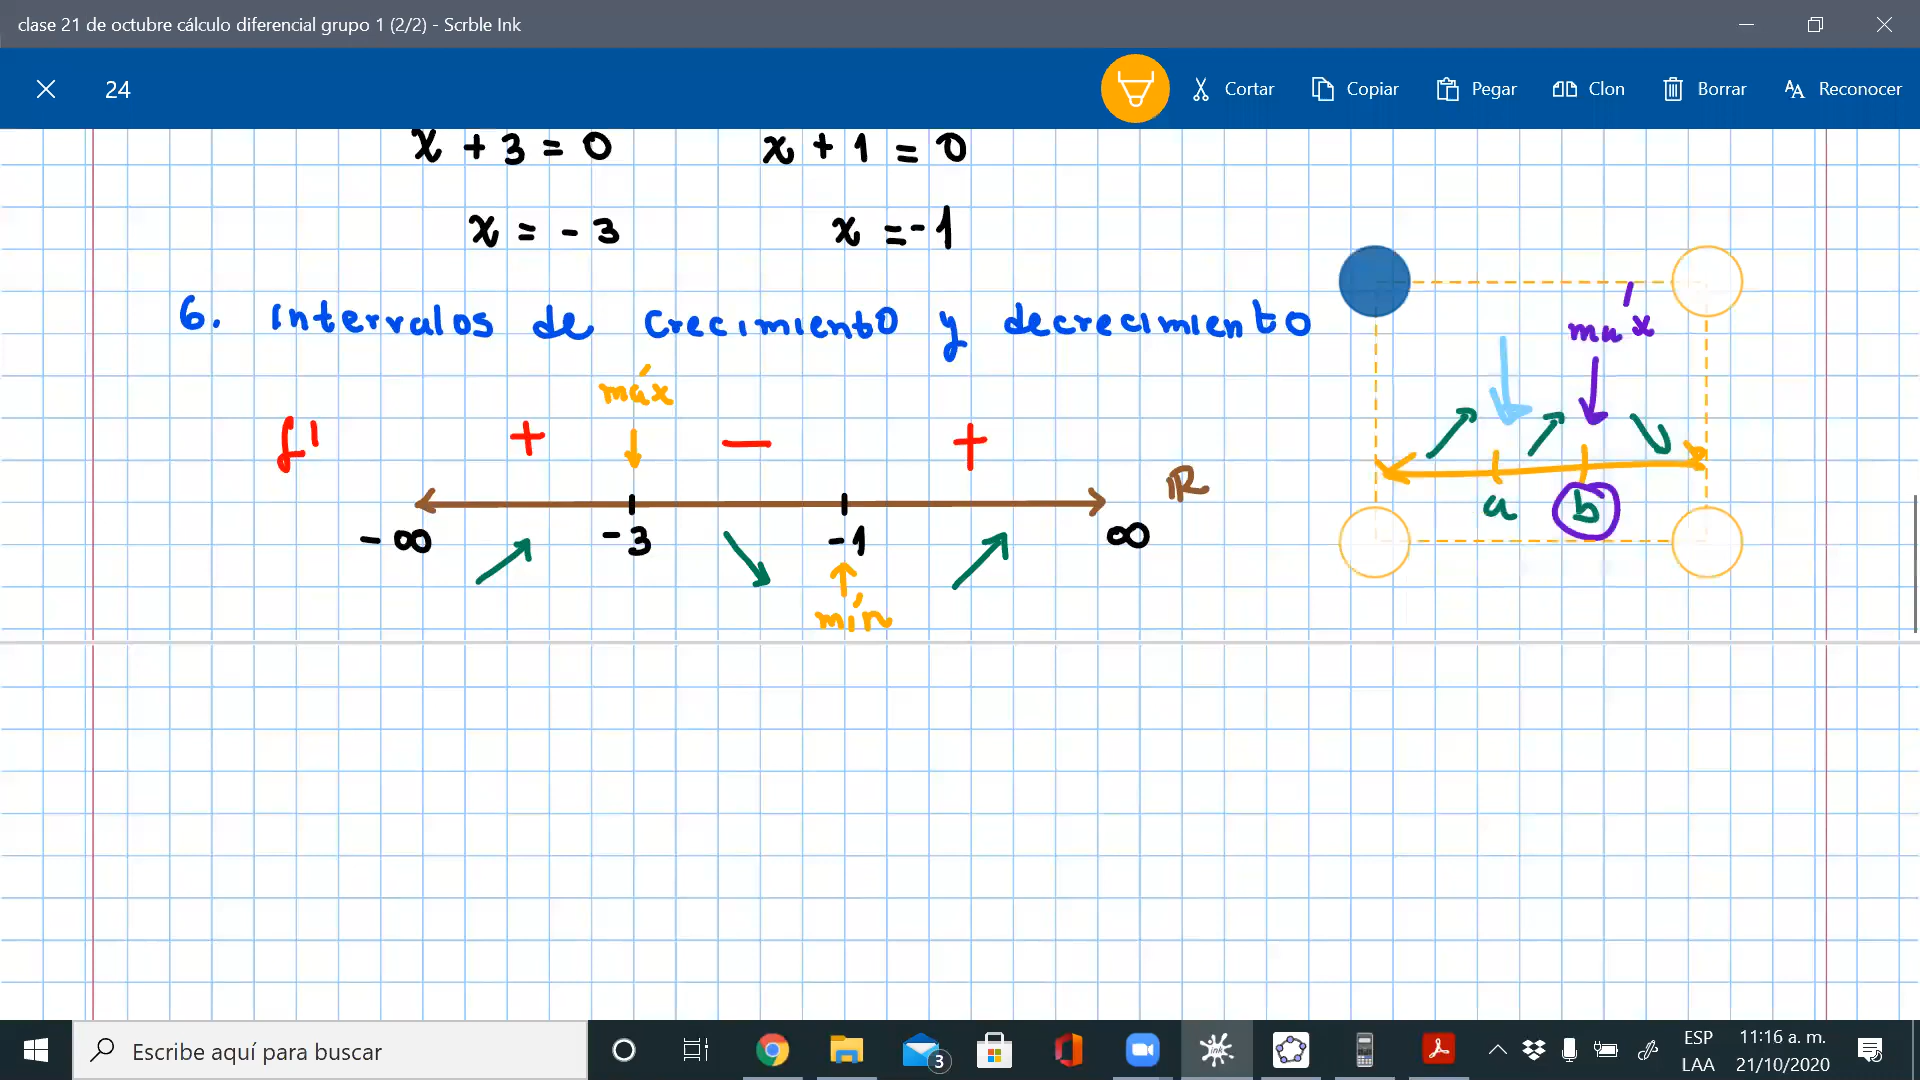 clase 21 de octubre cálculo diferencial grupo 1 (2/2) - Scrble Ink
24 Cortar Copiar Pegar Clon Borrar Reconocer
x + 3 = 0 x + 1 = 0
x = -3 x = -1
6. Intervalos de crecimiento y decrecimiento
máx
máx
f' + − +
ℝ
-∞ -3 -1 ∞
a b
mín
Escribe aquí para buscar
3
ESP
LAA
11:16 a. m.
21/10/2020